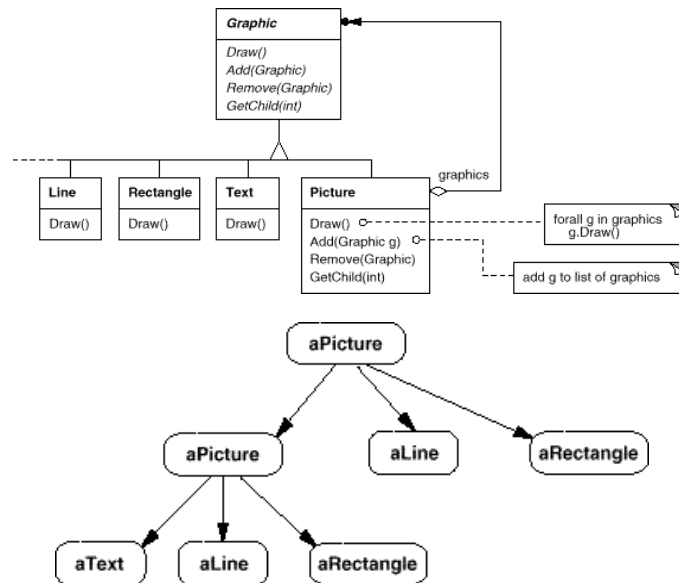 Graphic
Draw()
Add(Graphic)
Remove(Graphic)
GetChild(int)
graphics
Line
Draw()
Rectangle
Draw()
Text
Draw()
Picture
Draw()
Add(Graphic g)
Remove(Graphic)
GetChild(int)
forall g in graphics
g.Draw()
add g to list of graphics
aPicture
aPicture
aLine
aRectangle
aText
aLine
aRectangle